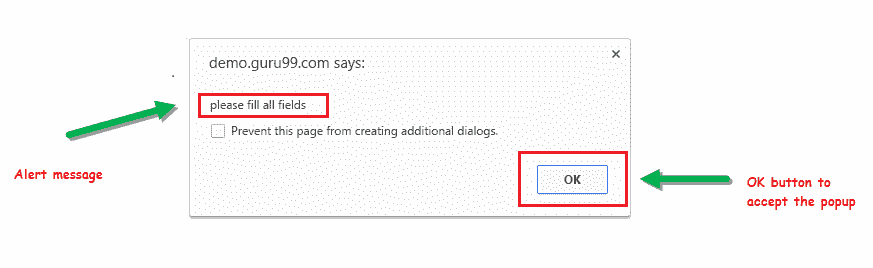 demo.guru99.com says:
please fill all fields
Prevent this page from creating additional dialogs.
Alert message
OK
OK button to
accept the popup